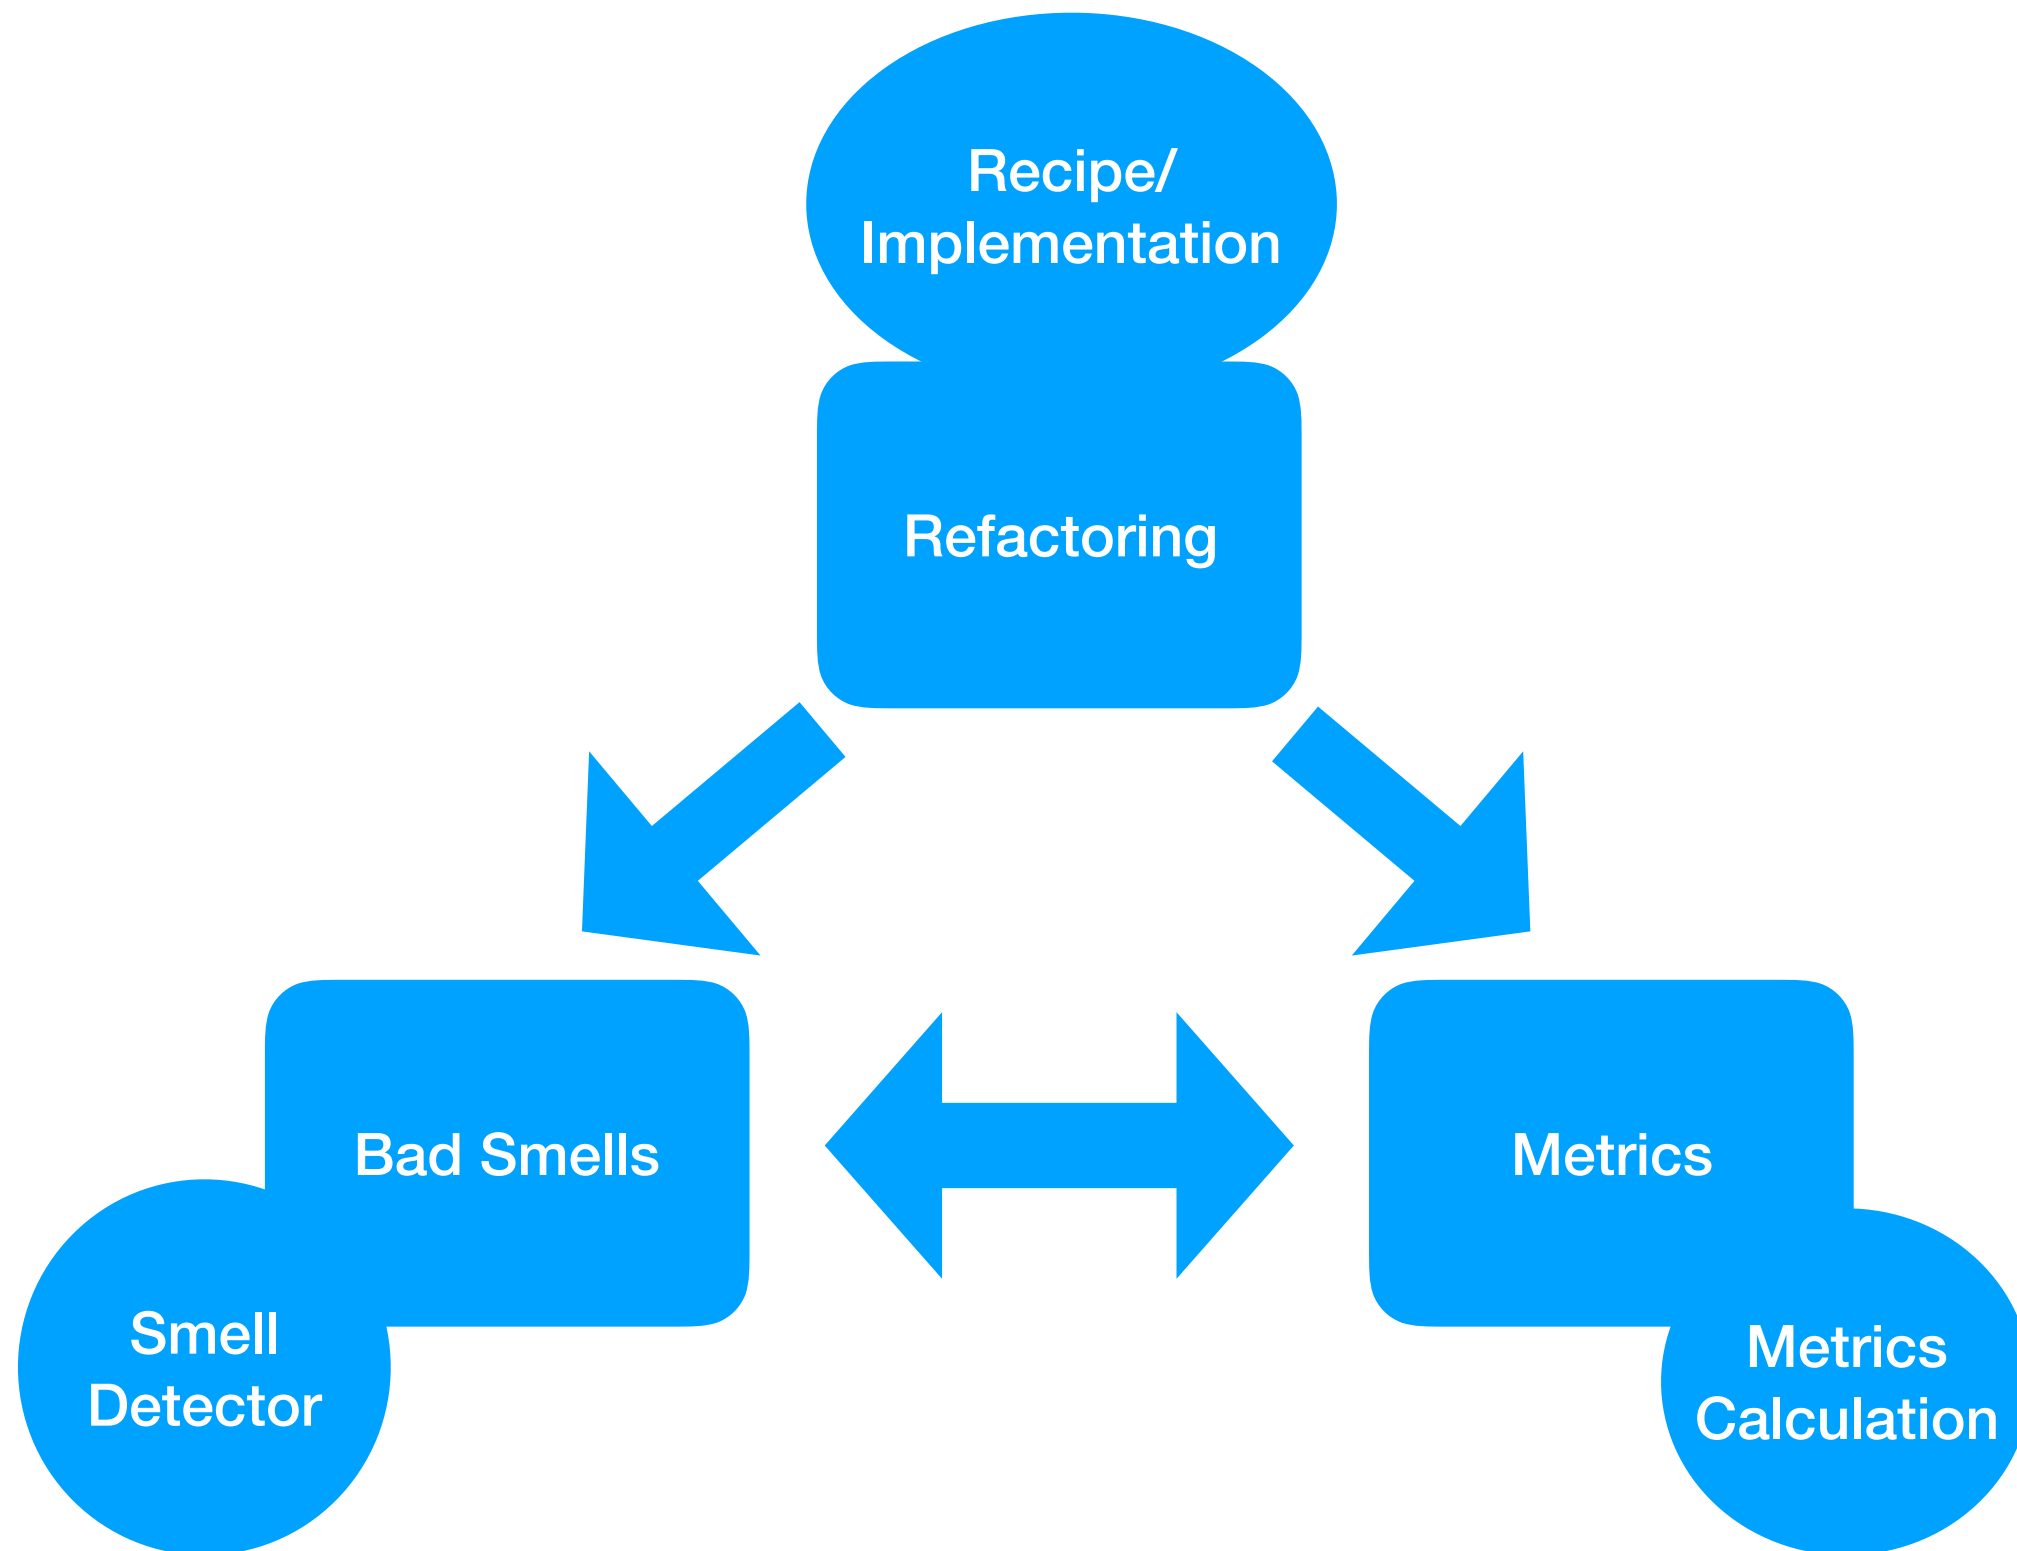 Recipe/
Implementation
Refactoring
Bad Smells
Metrics
Smell
Detector
Metrics
Calculation